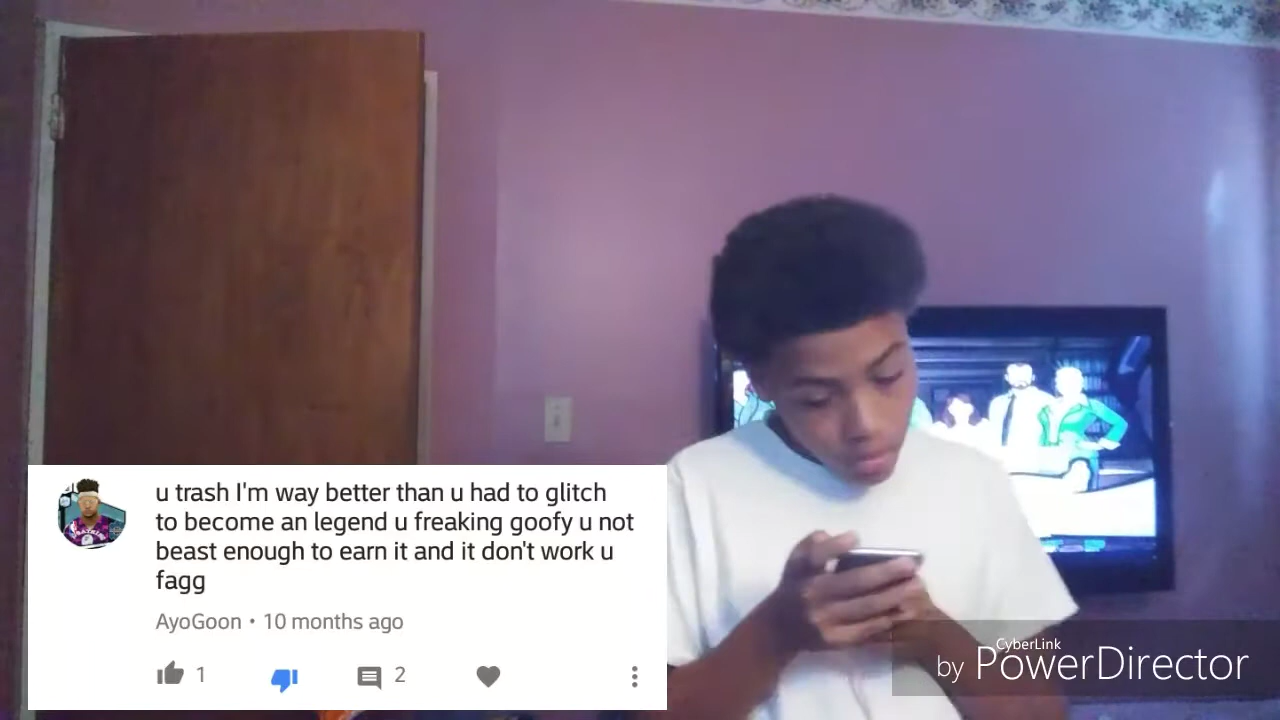 u trash I'm way better than u had to glitch
to become an legend u freaking goofy u not
beast enough to earn it and it don't work u
fagg
AyoGoon • 10 months ago
1
2
CyberLink
by PowerDirector